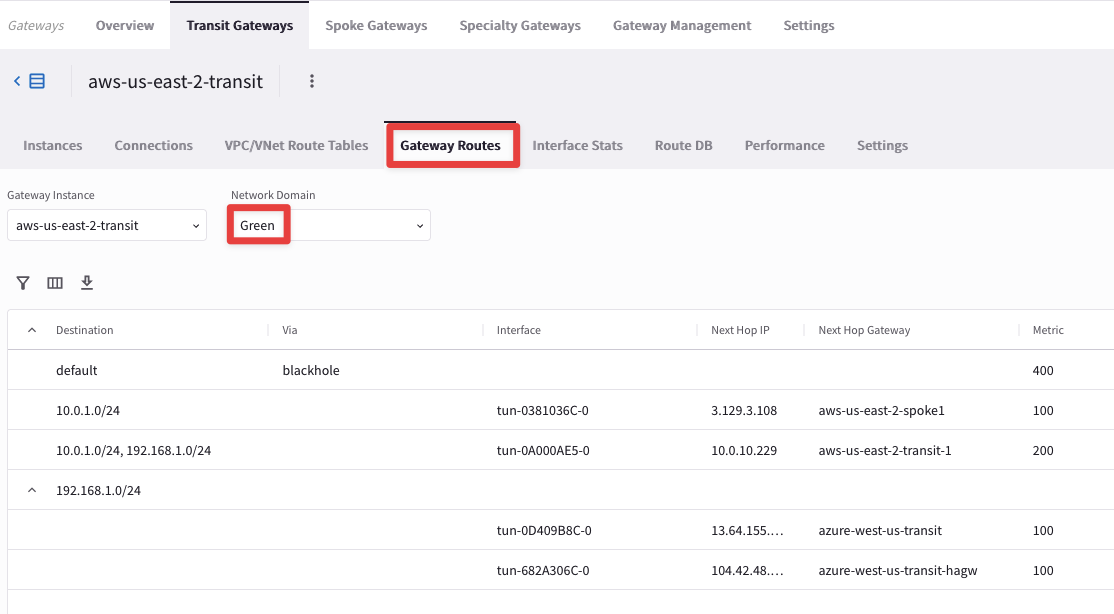 Gateways Overview Transit Gateways Spoke Gateways Specialty Gateways Gateway Management Settings
aws-us-east-2-transit
Instances Connections VPC/VNet Route Tables Gateway Routes Interface Stats Route DB Performance Settings
Gateway Instance Network Domain
aws-us-east-2-transit Green
Destination Via Interface Next Hop IP Next Hop Gateway Metric
default blackhole 400
10.0.1.0/24 tun-0381036C-0 3.129.3.108 aws-us-east-2-spoke1 100
10.0.1.0/24, 192.168.1.0/24 tun-0A000AE5-0 10.0.10.229 aws-us-east-2-transit-1 200
192.168.1.0/24
tun-0D409B8C-0 13.64.155.… azure-west-us-transit 100
tun-682A306C-0 104.42.48.… azure-west-us-transit-hagw 100